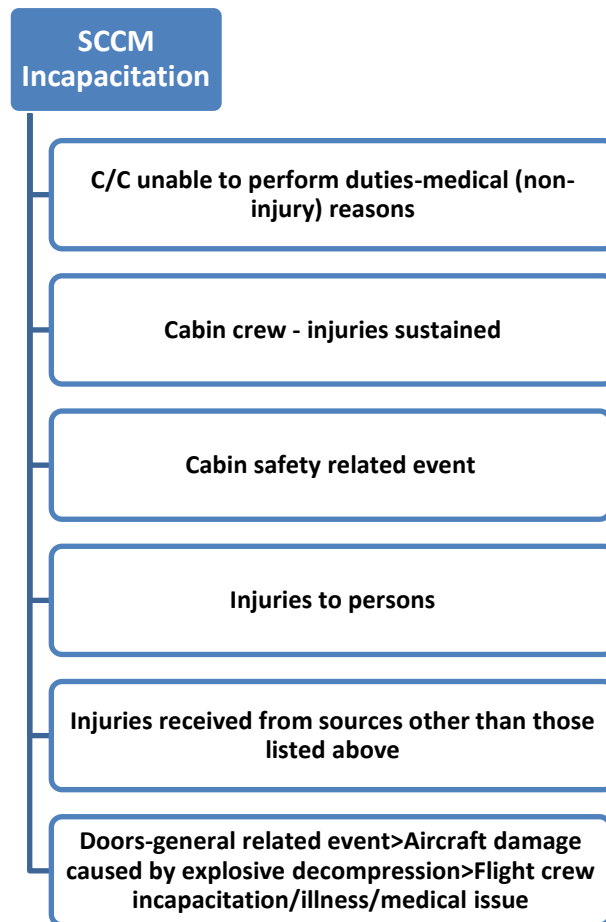 SCCM
Incapacitation
C/C unable to perform duties-medical (non-
injury) reasons
Cabin crew - injuries sustained
Cabin safety related event
Injuries to persons
Injuries received from sources other than those
listed above
Doors-general related event>Aircraft damage
caused by explosive decompression>Flight crew
incapacitation/illness/medical issue